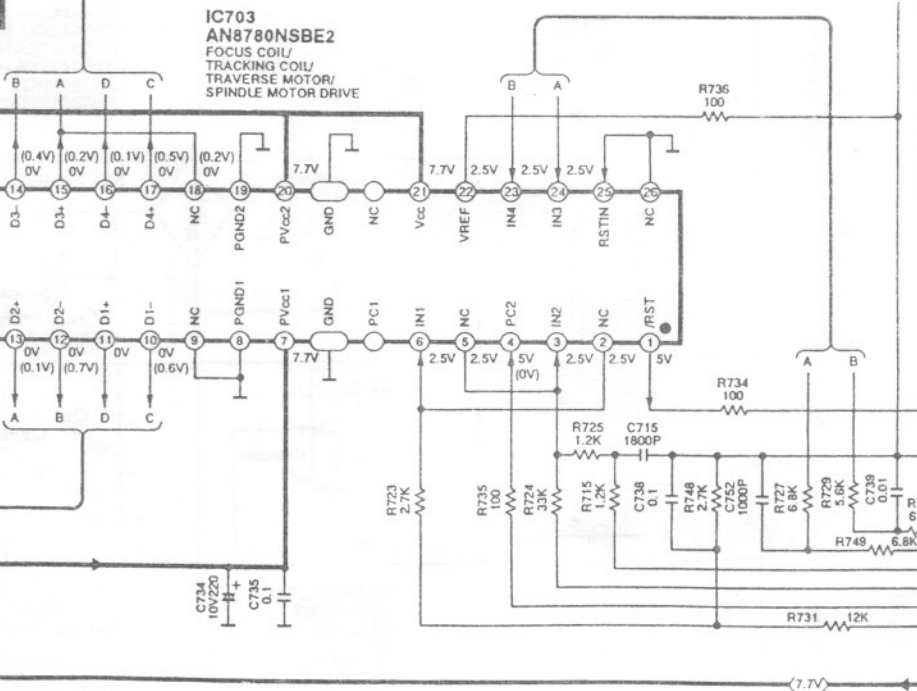 IC703
AN8780NSBE2
FOCUS COIL/
TRACKING COIL/
TRAVERSE MOTOR/
SPINDLE MOTOR DRIVE
B A D C
B A
R736
100
(0.4V) (0.2V) (0.1V) (0.5V) (0.2V)
0V 0V 0V 0V 0V
7.7V 7.7V 2.5V 2.5V 2.5V
14 15 16 17 18 19 20 21 22 23 24 25 26
D3- D3+ D4- D4+ NC PGND2 PVcc2 GND NC Vcc VREF IN4 IN3 RSTIN NC
D2+ D2- D1+ D1- NC PGND1 PVcc1 GND PC1 IN1 NC PC2 IN2 NC /RST
13 12 11 10 9 8 7 6 5 4 3 2 1
0V 0V 0V 0V 7.7V 2.5V 2.5V 5V 2.5V 2.5V 5V
(0.1V) (0.7V) (0.6V) (0V)
A B
R734
100
A B D C
R725
1.2K
C715
1800P
R723
2.7K
R735
100
R724
33K
R715
1.2K
C738
0.1
R748
2.7K
C752
1000P
R727
6.8K
R729
5.6K
C739
0.01
R749 6.8K
C734
10V220
+
C735
0.1
R731 12K
7.7V